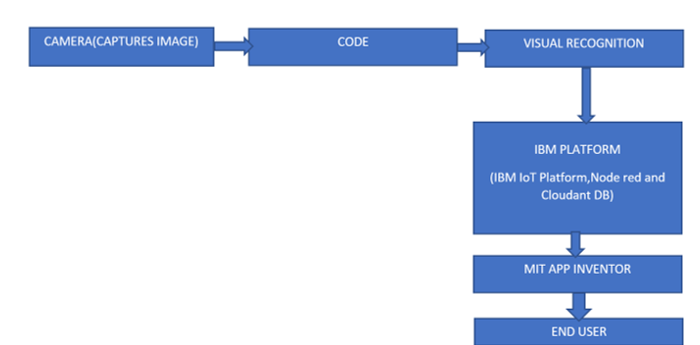 CAMERA(CAPTURES IMAGE)
CODE
VISUAL RECOGNITION
IBM PLATFORM
(IBM IoT Platform,Node red and
Cloudant DB)
MIT APP INVENTOR
END USER